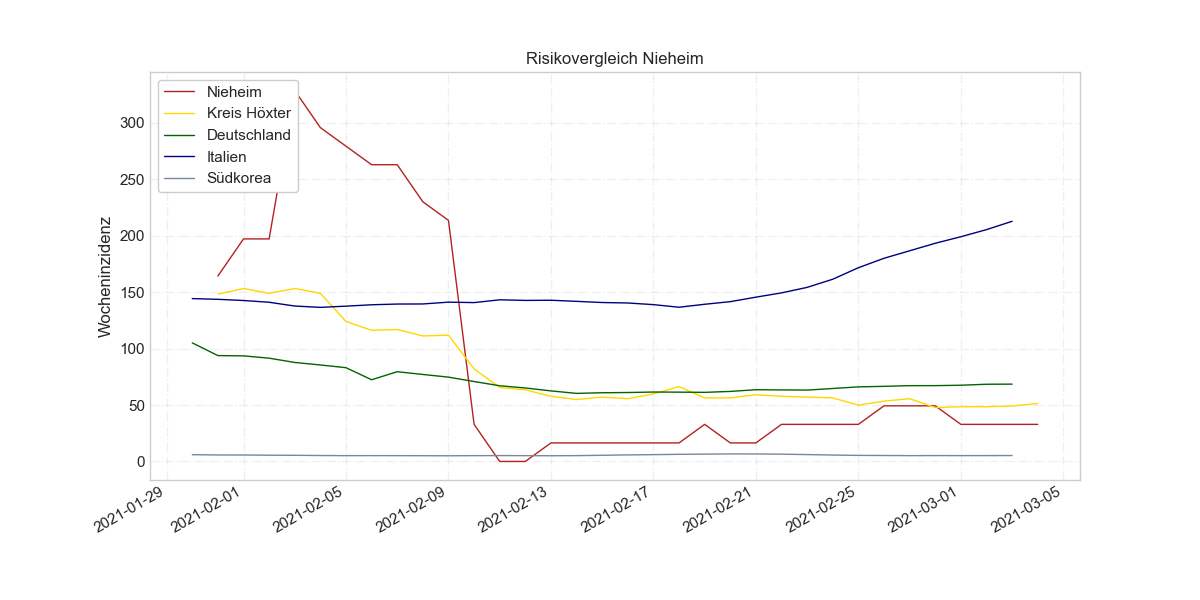 Risikovergleich Nieheim
Nieheim
Kreis Höxter
Deutschland
Italien
Südkorea
Wocheninzidenz
300
250
200
150
100
50
0
2021-01-29
2021-02-01
2021-02-05
2021-02-09
2021-02-13
2021-02-17
2021-02-21
2021-02-25
2021-03-01
2021-03-05